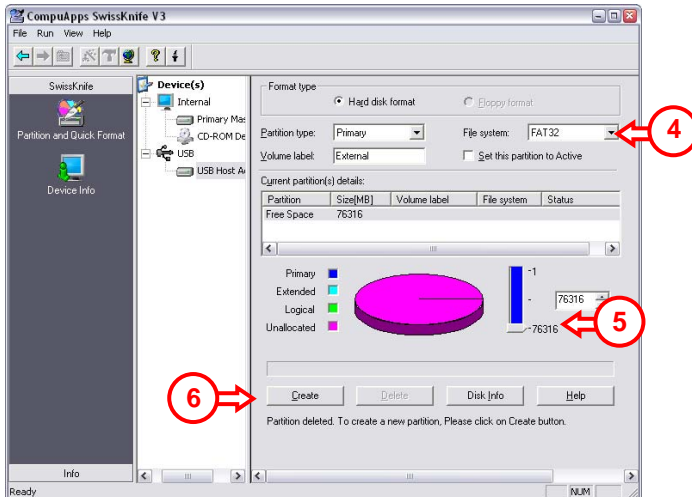 CompuApps SwissKnife V3
File Run View Help
SwissKnife
Partition and Quick Format
Device Info
Info
Device(s)
Internal
Primary Mas
CD-ROM De
USB
USB Host A
Format type
Hard disk format
Floppy format
Partition type:
Primary
File system:
FAT32
4
Volume label:
External
Set this partition to Active
Current partition(s) details:
Partition Size[MB] Volume label File system Status
Free Space 76316
Primary
Extended
Logical
Unallocated
-1
-
76316
-76316
5
6
Create
Delete
Disk Info
Help
Partition deleted. To create a new partition, Please click on Create button.
Ready
NUM